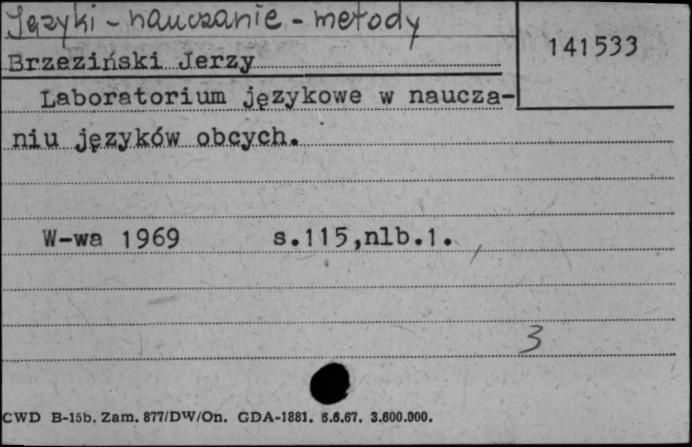 Języki - nauczanie - metody
141533
Brzeziński Jerzy
Laboratorium językowe w naucza-
niu języków obcych.
W-wa 1969 s.115,nlb.1.
3
CWD B-15b. Zam. 877/DW/On. GDA-1881. 6.6.67. 3.600.000.